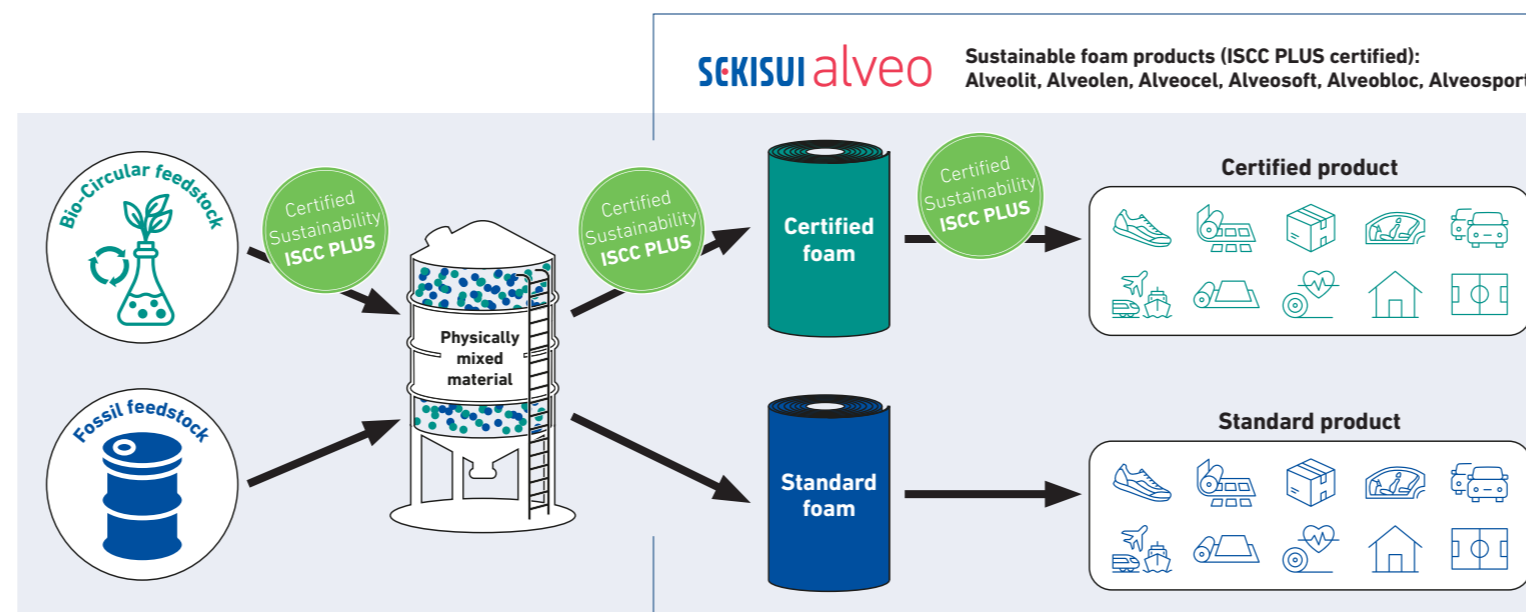 SEKISUI alveo
Sustainable foam products (ISCC PLUS certified):
Alveolit, Alveolen, Alveocel, Alveosoft, Alveobloc, Alveosport
Bio-Circular feedstock
Certified
Sustainability
ISCC PLUS
Physically
mixed
material
Certified
Sustainability
ISCC PLUS
Certified
foam
Certified
Sustainability
ISCC PLUS
Certified product
Fossil feedstock
Standard
foam
Standard product